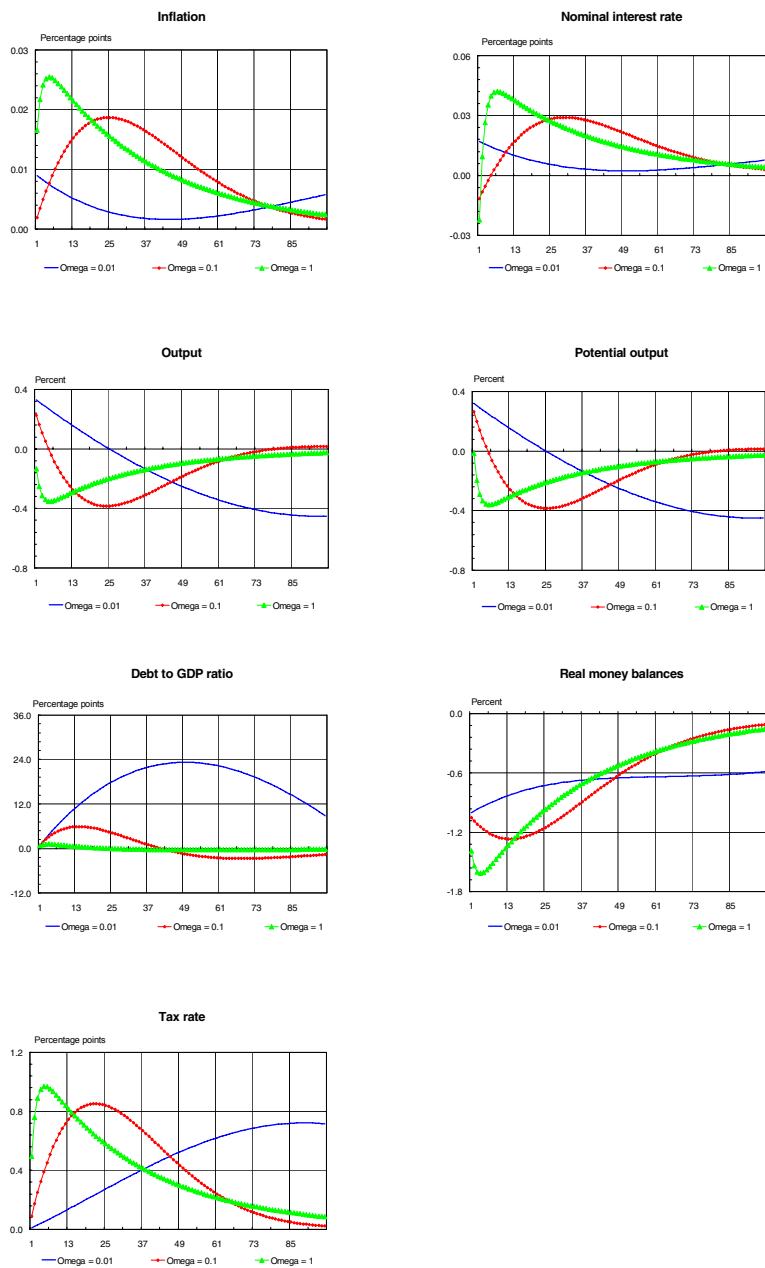 Inflation
Percentage points
0.03
0.02
0.01
0.00
1 13 25 37 49 61 73 85
Omega = 0.01 Omega = 0.1 Omega = 1
Nominal interest rate
Percentage points
0.06
0.03
0.00
-0.03
1 13 25 37 49 61 73 85
Omega = 0.01 Omega = 0.1 Omega = 1
Output
Percent
0.4
0.0
-0.4
-0.8
1 13 25 37 49 61 73 85
Omega = 0.01 Omega = 0.1 Omega = 1
Potential output
Percent
0.4
0.0
-0.4
-0.8
1 13 25 37 49 61 73 85
Omega = 0.01 Omega = 0.1 Omega = 1
Debt to GDP ratio
Percentage points
36.0
24.0
12.0
0.0
-12.0
1 13 25 37 49 61 73 85
Omega = 0.01 Omega = 0.1 Omega = 1
Real money balances
Percent
0.0
-0.6
-1.2
-1.8
1 13 25 37 49 61 73 85
Omega = 0.01 Omega = 0.1 Omega = 1
Tax rate
Percentage points
1.2
0.8
0.4
0.0
1 13 25 37 49 61 73 85
Omega = 0.01 Omega = 0.1 Omega = 1